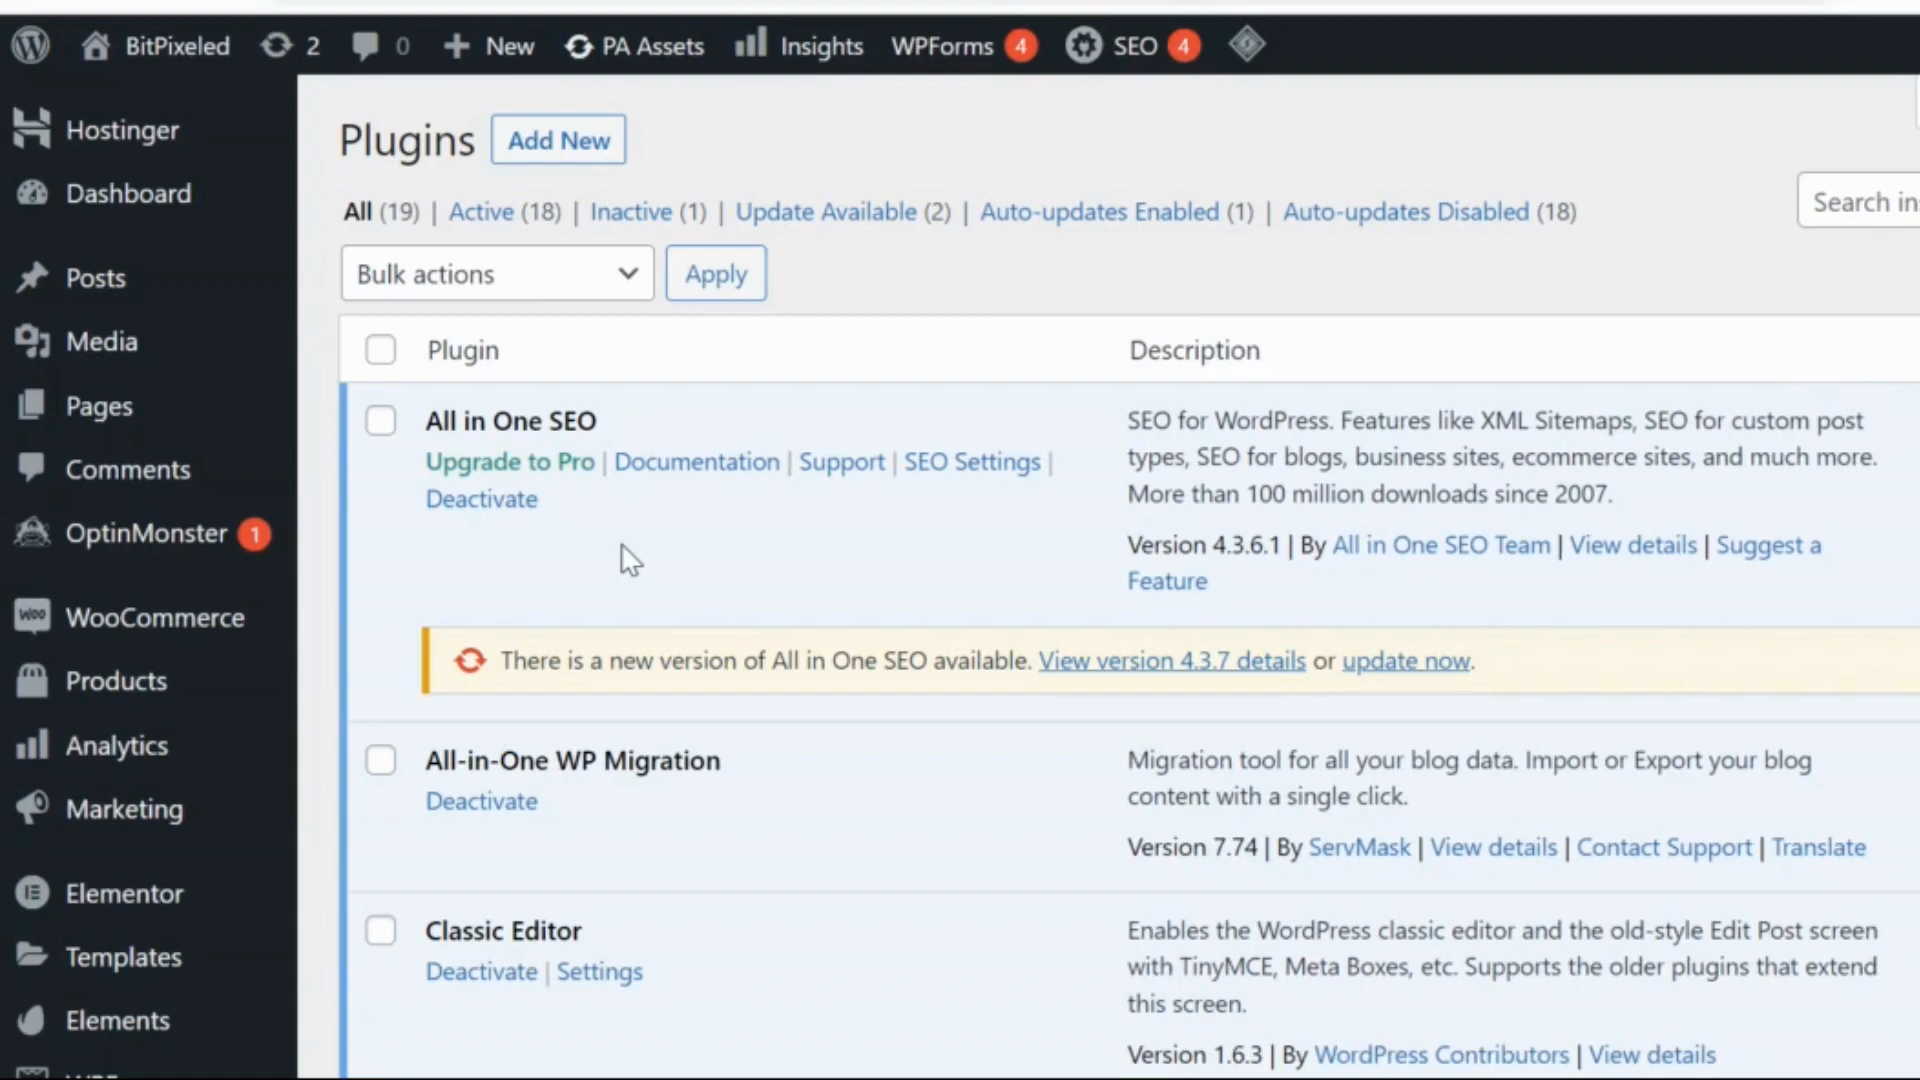 BitPixeled 2 0 New PA Assets Insights WPForms 4 SEO 4
Hostinger
Dashboard
Posts
Media
Pages
Comments
OptinMonster 1
WooCommerce
Products
Analytics
Marketing
Elementor
Templates
Elements
Plugins Add New
All (19) | Active (18) | Inactive (1) | Update Available (2) | Auto-updates Enabled (1) | Auto-updates Disabled (18)
Search in
Bulk actions Apply
Plugin Description
All in One SEO
Upgrade to Pro | Documentation | Support | SEO Settings |
Deactivate
SEO for WordPress. Features like XML Sitemaps, SEO for custom post
types, SEO for blogs, business sites, ecommerce sites, and much more.
More than 100 million downloads since 2007.
Version 4.3.6.1 | By All in One SEO Team | View details | Suggest a
Feature
There is a new version of All in One SEO available. View version 4.3.7 details or update now.
All-in-One WP Migration
Deactivate
Migration tool for all your blog data. Import or Export your blog
content with a single click.
Version 7.74 | By ServMask | View details | Contact Support | Translate
Classic Editor
Deactivate | Settings
Enables the WordPress classic editor and the old-style Edit Post screen
with TinyMCE, Meta Boxes, etc. Supports the older plugins that extend
this screen.
Version 1.6.3 | By WordPress Contributors | View details